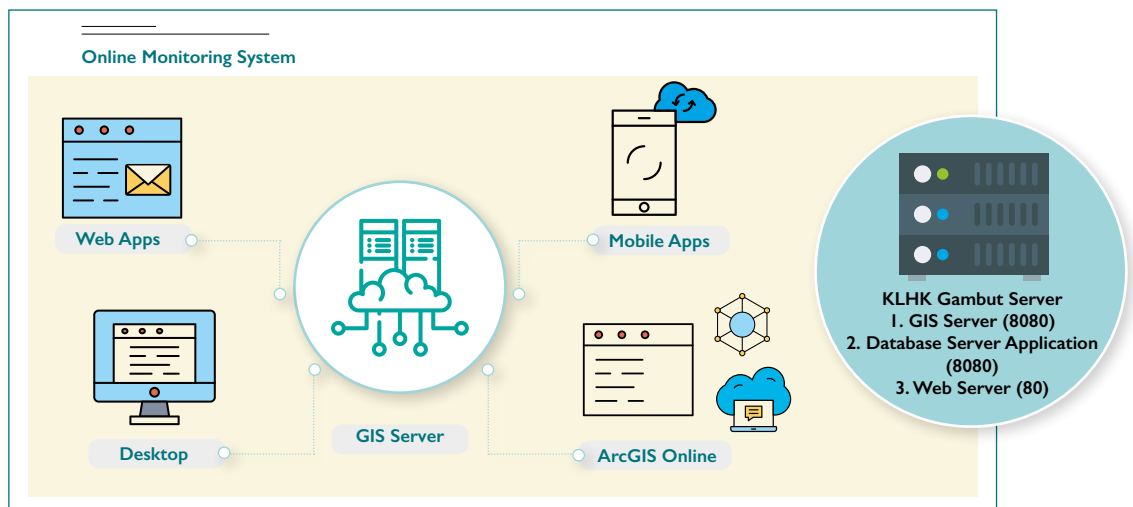 Online Monitoring System
Web Apps
Mobile Apps
GIS Server
Desktop
ArcGIS Online
KLHK Gambut Server
1. GIS Server (8080)
2. Database Server Application
(8080)
3. Web Server (80)